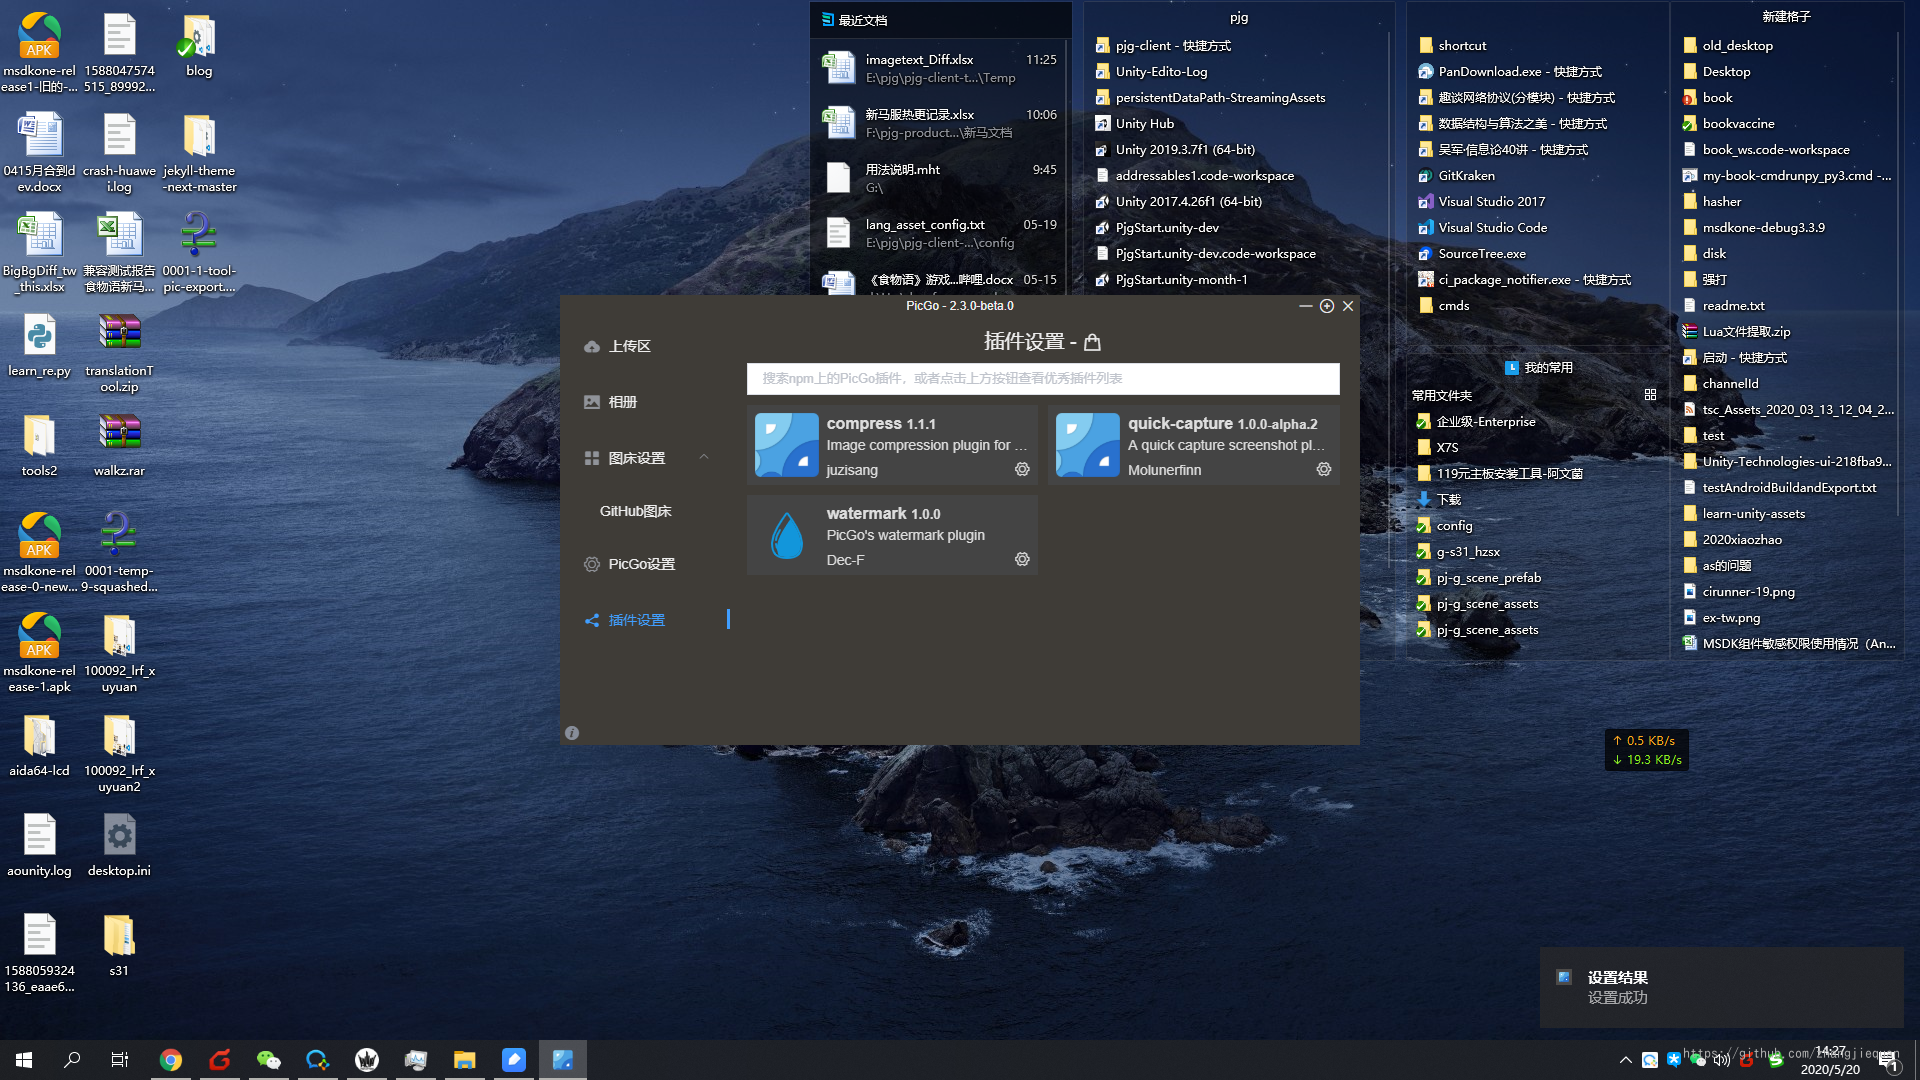 msdkone-rel
ease1-旧的-...
1588047574
515_89992...
blog
0415月合到d
ev.docx
crash-huawe
i.log
jekyll-theme
-next-master
BigBgDiff_tw
_this.xlsx
兼容测试报告
食物语新马...
0001-1-tool-
pic-export....
learn_re.py
translationT
ool.zip
tools2
walkz.rar
msdkone-rel
ease-0-new...
0001-temp-
9-squashed...
msdkone-rel
ease-1.apk
100092_lrf_x
uyuan
aida64-lcd
100092_lrf_x
uyuan2
aounity.log
desktop.ini
1588059324
136_eaae6...
s31
最近文档
imagetext_Diff.xlsx 11:25
E:\pjg\pjg-client-t...\Temp
新马服热更记录.xlsx 10:06
F:\pjg-product...\新马文档
用法说明.mht 9:45
G:\
lang_asset_config.txt 05-19
E:\pjg\pjg-client-...\config
《食物语》游戏...哔哩.docx 05-15
pjg
pjg-client - 快捷方式
Unity-Edito-Log
persistentDataPath-StreamingAssets
Unity Hub
Unity 2019.3.7f1 (64-bit)
addressables1.code-workspace
Unity 2017.4.26f1 (64-bit)
PjgStart.unity-dev
PjgStart.unity-dev.code-workspace
PjgStart.unity-month-1
shortcut
PanDownload.exe - 快捷方式
趣谈网络协议(分模块) - 快捷方式
数据结构与算法之美 - 快捷方式
吴军·信息论40讲 - 快捷方式
GitKraken
Visual Studio 2017
Visual Studio Code
SourceTree.exe
ci_package_notifier.exe - 快捷方式
cmds
我的常用
常用文件夹
企业级-Enterprise
X7S
119元主板安装工具-阿文菌
下载
config
g-s31_hzsx
pj-g_scene_prefab
pj-g_scene_assets
pj-g_scene_assets
新建格子
old_desktop
Desktop
book
bookvaccine
book_ws.code-workspace
my-book-cmdrunpy_py3.cmd -...
hasher
msdkone-debug3.3.9
disk
强打
readme.txt
Lua文件提取.zip
启动 - 快捷方式
channelId
tsc_Assets_2020_03_13_12_04_2...
test
Unity-Technologies-ui-218fba9...
testAndroidBuildandExport.txt
learn-unity-assets
2020xiaozhao
as的问题
cirunner-19.png
ex-tw.png
MSDK组件敏感权限使用情况（An...
PicGo - 2.3.0-beta.0
上传区
相册
图床设置
GitHub图床
PicGo设置
插件设置
插件设置 -
搜索npm上的PicGo插件，或者点击上方按钮查看优秀插件列表
compress 1.1.1
Image compression plugin for ...
juzisang
quick-capture 1.0.0-alpha.2
A quick capture screenshot pl...
Molunerfinn
watermark 1.0.0
PicGo's watermark plugin
Dec-F
↑ 0.5 KB/s
↓ 19.3 KB/s
设置结果
设置成功
14:27
2020/5/20
1